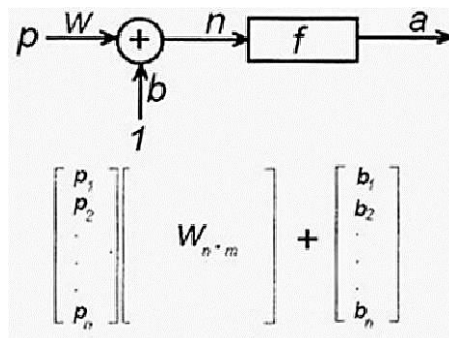 p w + n f a
b
1
p₁ b₁
p₂ b₂
. Wₙ·ₘ + .
. .
.
pₙ bₙ